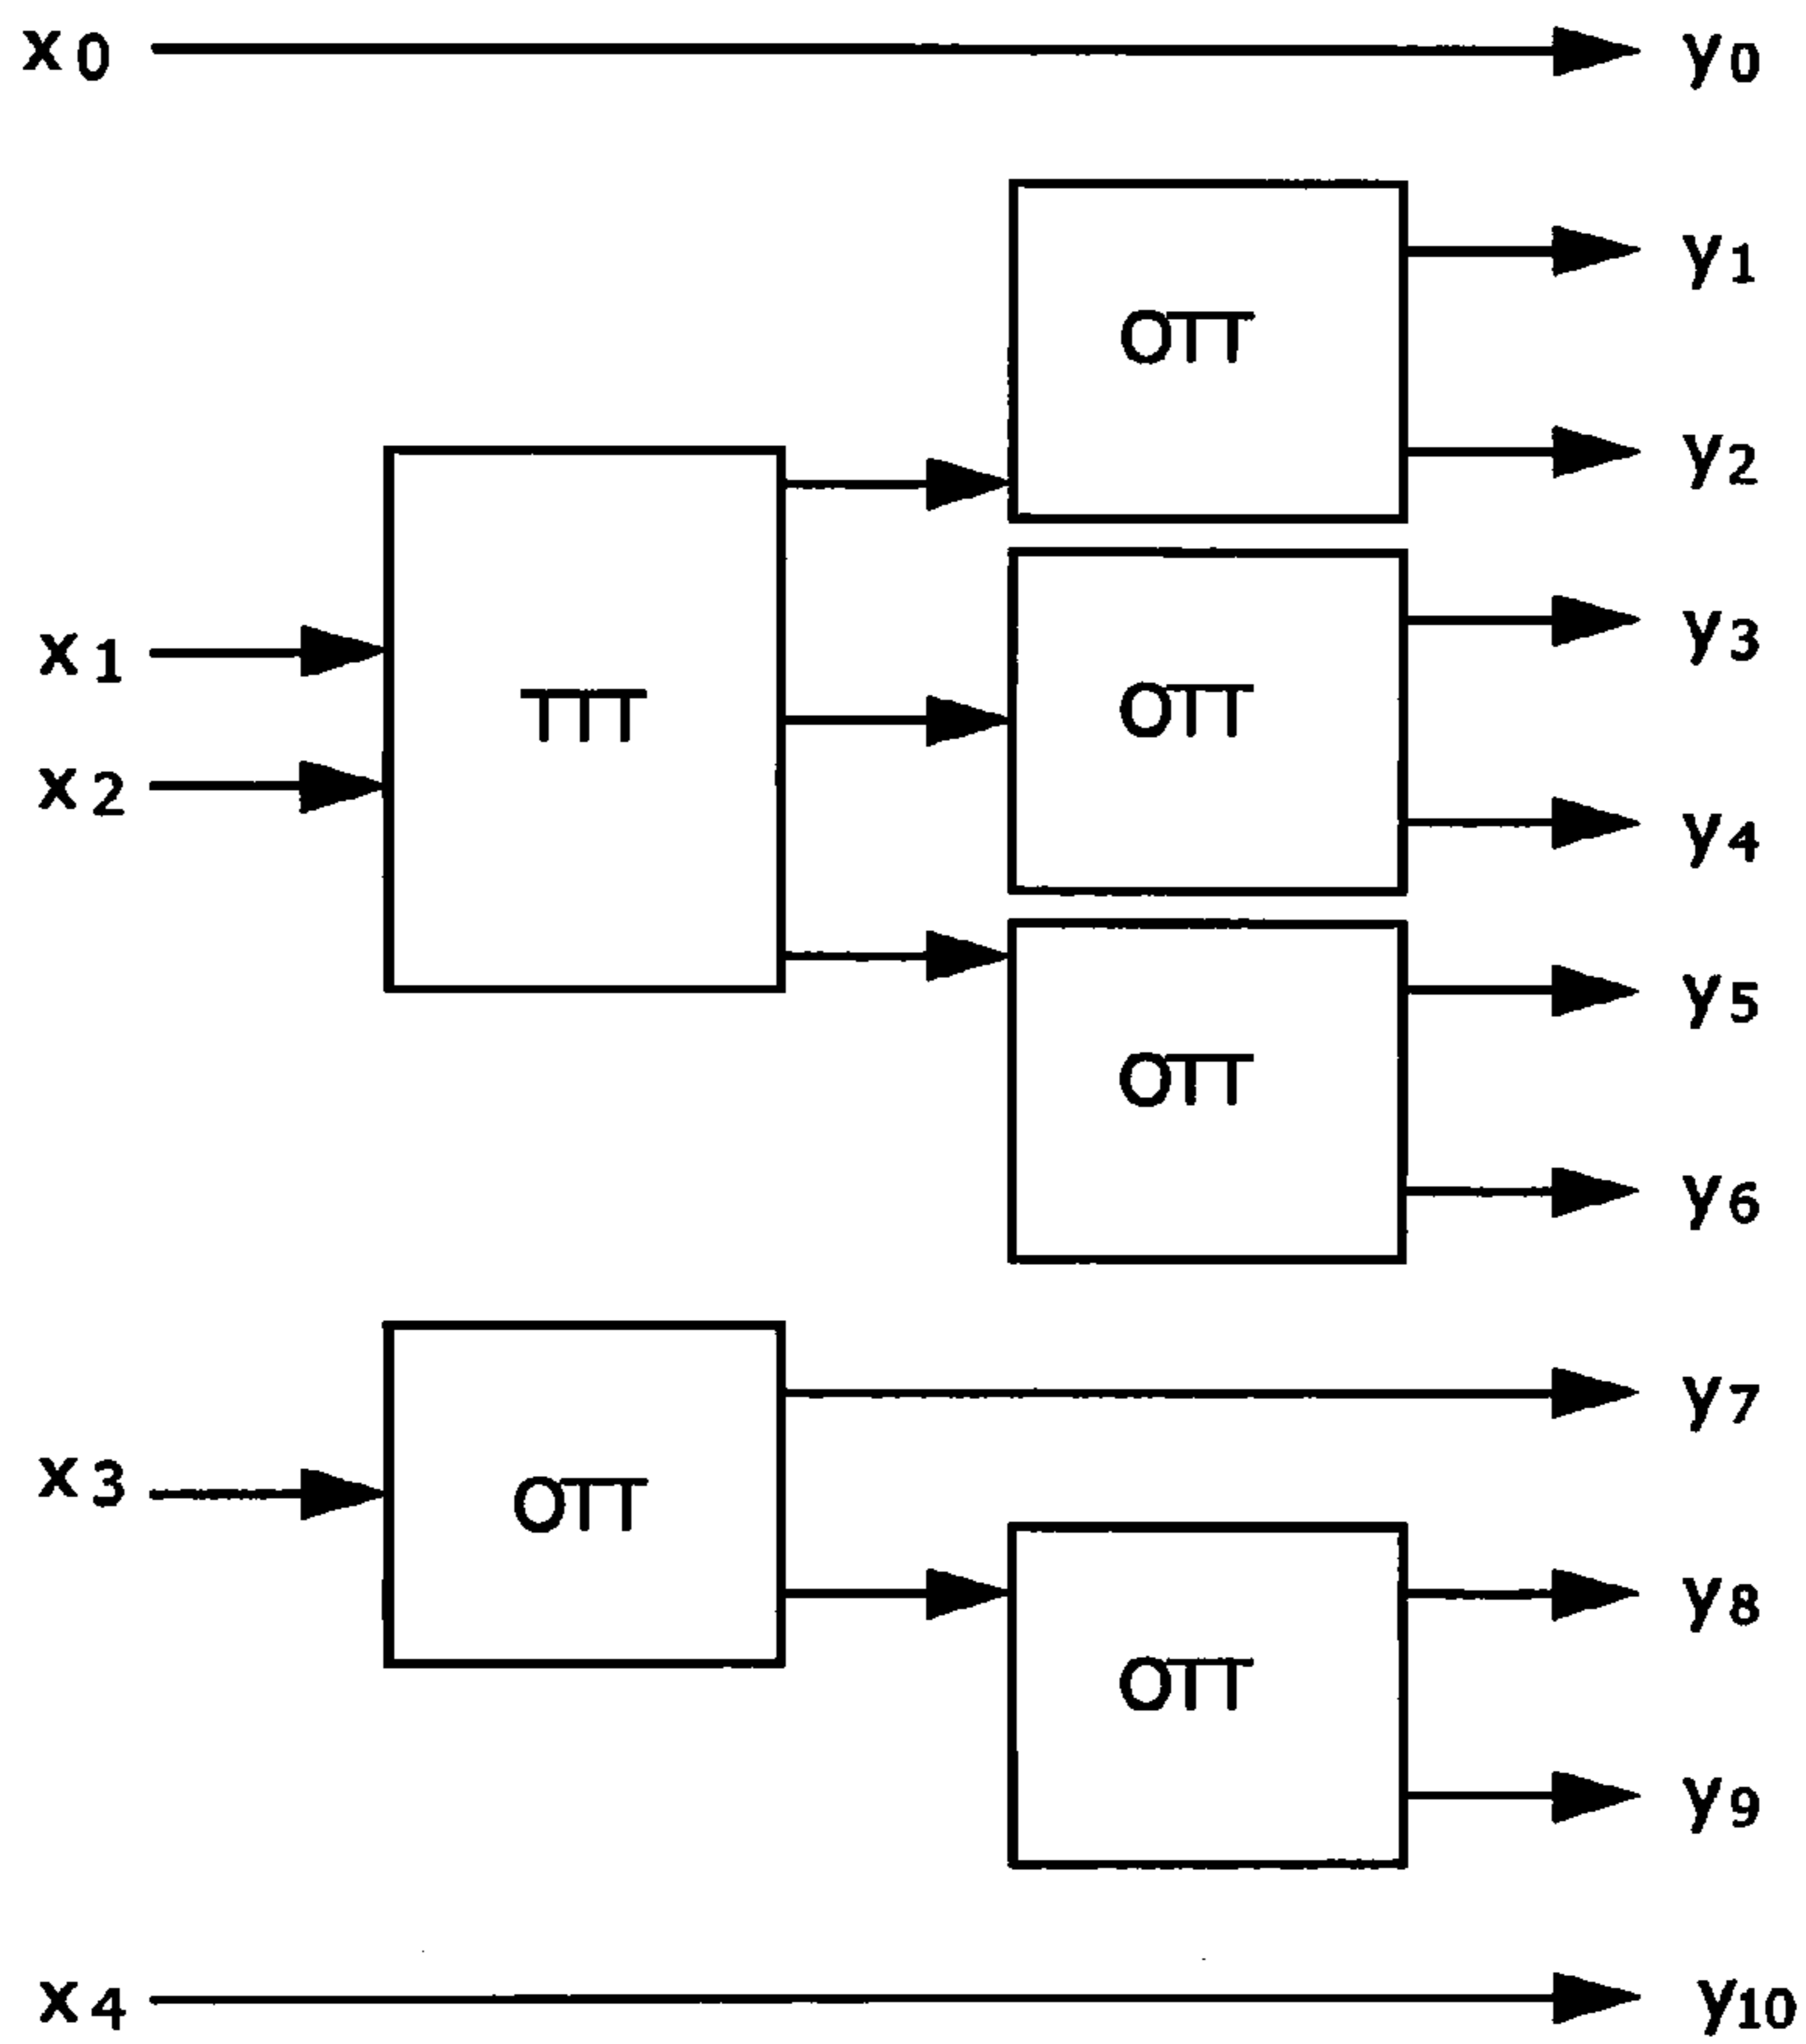 x0 y0
OTT y1
y2
x1 TTT OTT y3
x2 y4
OTT y5
y6
x3 OTT y7
OTT y8
y9
x4 y10